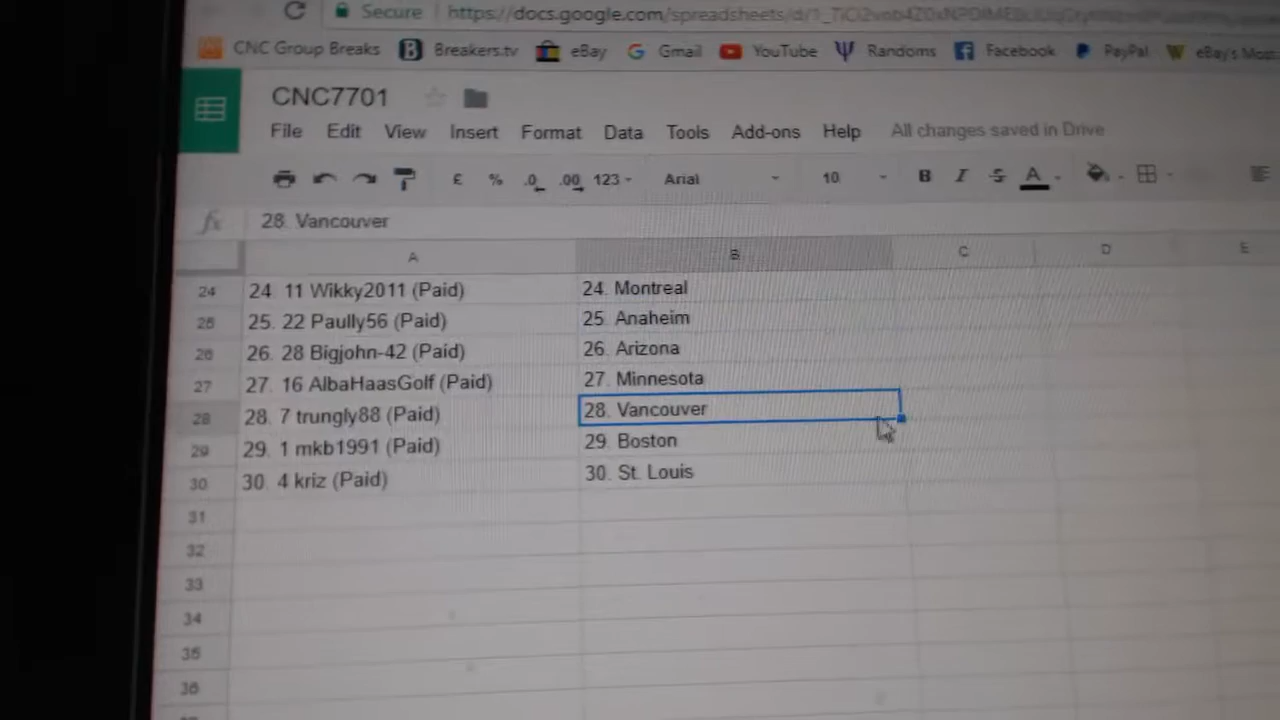 Secure https://docs.google.com/spreadsheets/d/
CNC Group Breaks Breakers.tv eBay Gmail YouTube Randoms Facebook PayPal eBay's
CNC7701
File Edit View Insert Format Data Tools Add-ons Help All changes saved in Drive
£ % .0 .00 123 Arial 10 B I S A
fx 28. Vancouver
A B C D E
24 24. 11 Wikky2011 (Paid) 24. Montreal
25 25. 22 Paully56 (Paid) 25. Anaheim
26 26. 28 Bigjohn-42 (Paid) 26. Arizona
27 27. 16 AlbaHaasGolf (Paid) 27. Minnesota
28 28. 7 trungly88 (Paid) 28. Vancouver
29 29. 1 mkb1991 (Paid) 29. Boston
30 30. 4 kriz (Paid) 30. St. Louis
31
32
33
34
35
36